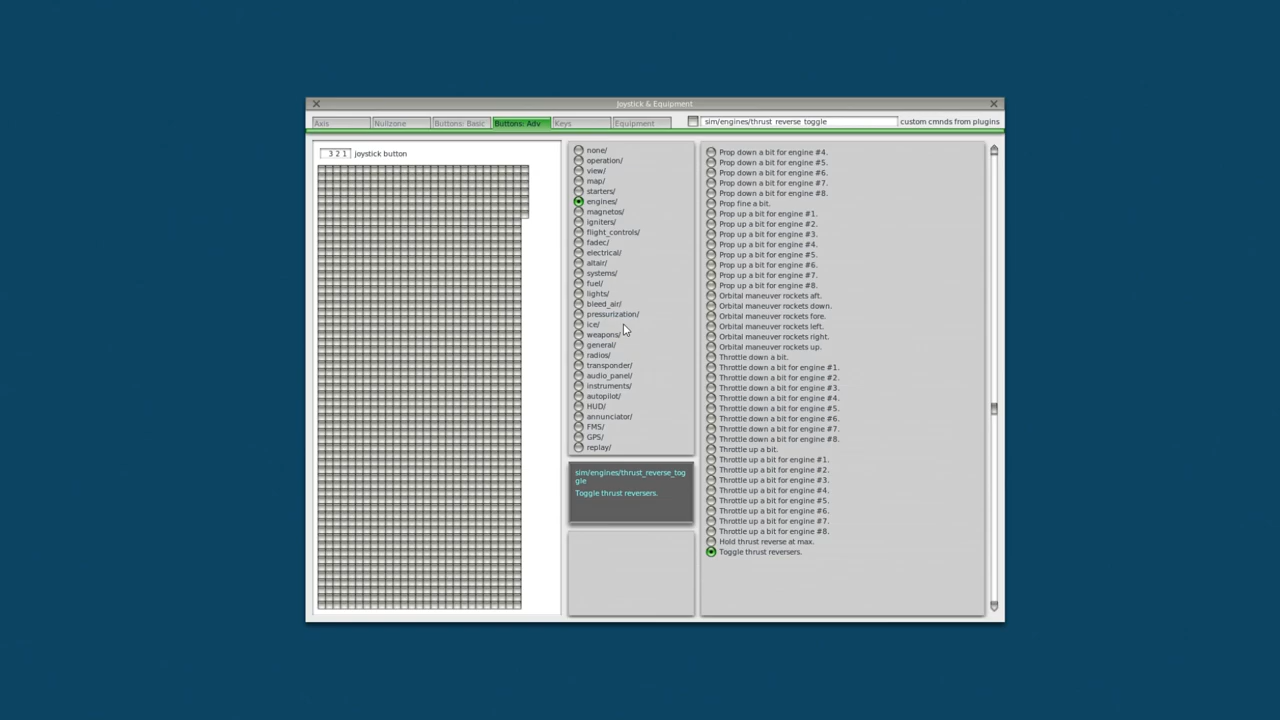 Joystick & Equipment
Axis
Nullzone
Buttons: Basic
Buttons: Adv
Keys
Equipment
sim/engines/thrust_reverse_toggle
custom cmnds from plugins
3 2 1 joystick button
none/
operation/
view/
map/
starters/
engines/
magnetos/
igniters/
flight_controls/
fadec/
electrical/
altair/
systems/
fuel/
lights/
bleed_air/
pressurization/
ice/
weapons/
general/
radios/
transponder/
audio_panel/
instruments/
autopilot/
HUD/
annunciator/
FMS/
GPS/
replay/
sim/engines/thrust_reverse_tog
gle
Toggle thrust reversers.
Prop down a bit for engine #4.
Prop down a bit for engine #5.
Prop down a bit for engine #6.
Prop down a bit for engine #7.
Prop down a bit for engine #8.
Prop fine a bit.
Prop up a bit for engine #1.
Prop up a bit for engine #2.
Prop up a bit for engine #3.
Prop up a bit for engine #4.
Prop up a bit for engine #5.
Prop up a bit for engine #6.
Prop up a bit for engine #7.
Prop up a bit for engine #8.
Orbital maneuver rockets aft.
Orbital maneuver rockets down.
Orbital maneuver rockets fore.
Orbital maneuver rockets left.
Orbital maneuver rockets right.
Orbital maneuver rockets up.
Throttle down a bit.
Throttle down a bit for engine #1.
Throttle down a bit for engine #2.
Throttle down a bit for engine #3.
Throttle down a bit for engine #4.
Throttle down a bit for engine #5.
Throttle down a bit for engine #6.
Throttle down a bit for engine #7.
Throttle down a bit for engine #8.
Throttle up a bit.
Throttle up a bit for engine #1.
Throttle up a bit for engine #2.
Throttle up a bit for engine #3.
Throttle up a bit for engine #4.
Throttle up a bit for engine #5.
Throttle up a bit for engine #6.
Throttle up a bit for engine #7.
Throttle up a bit for engine #8.
Hold thrust reverse at max.
Toggle thrust reversers.